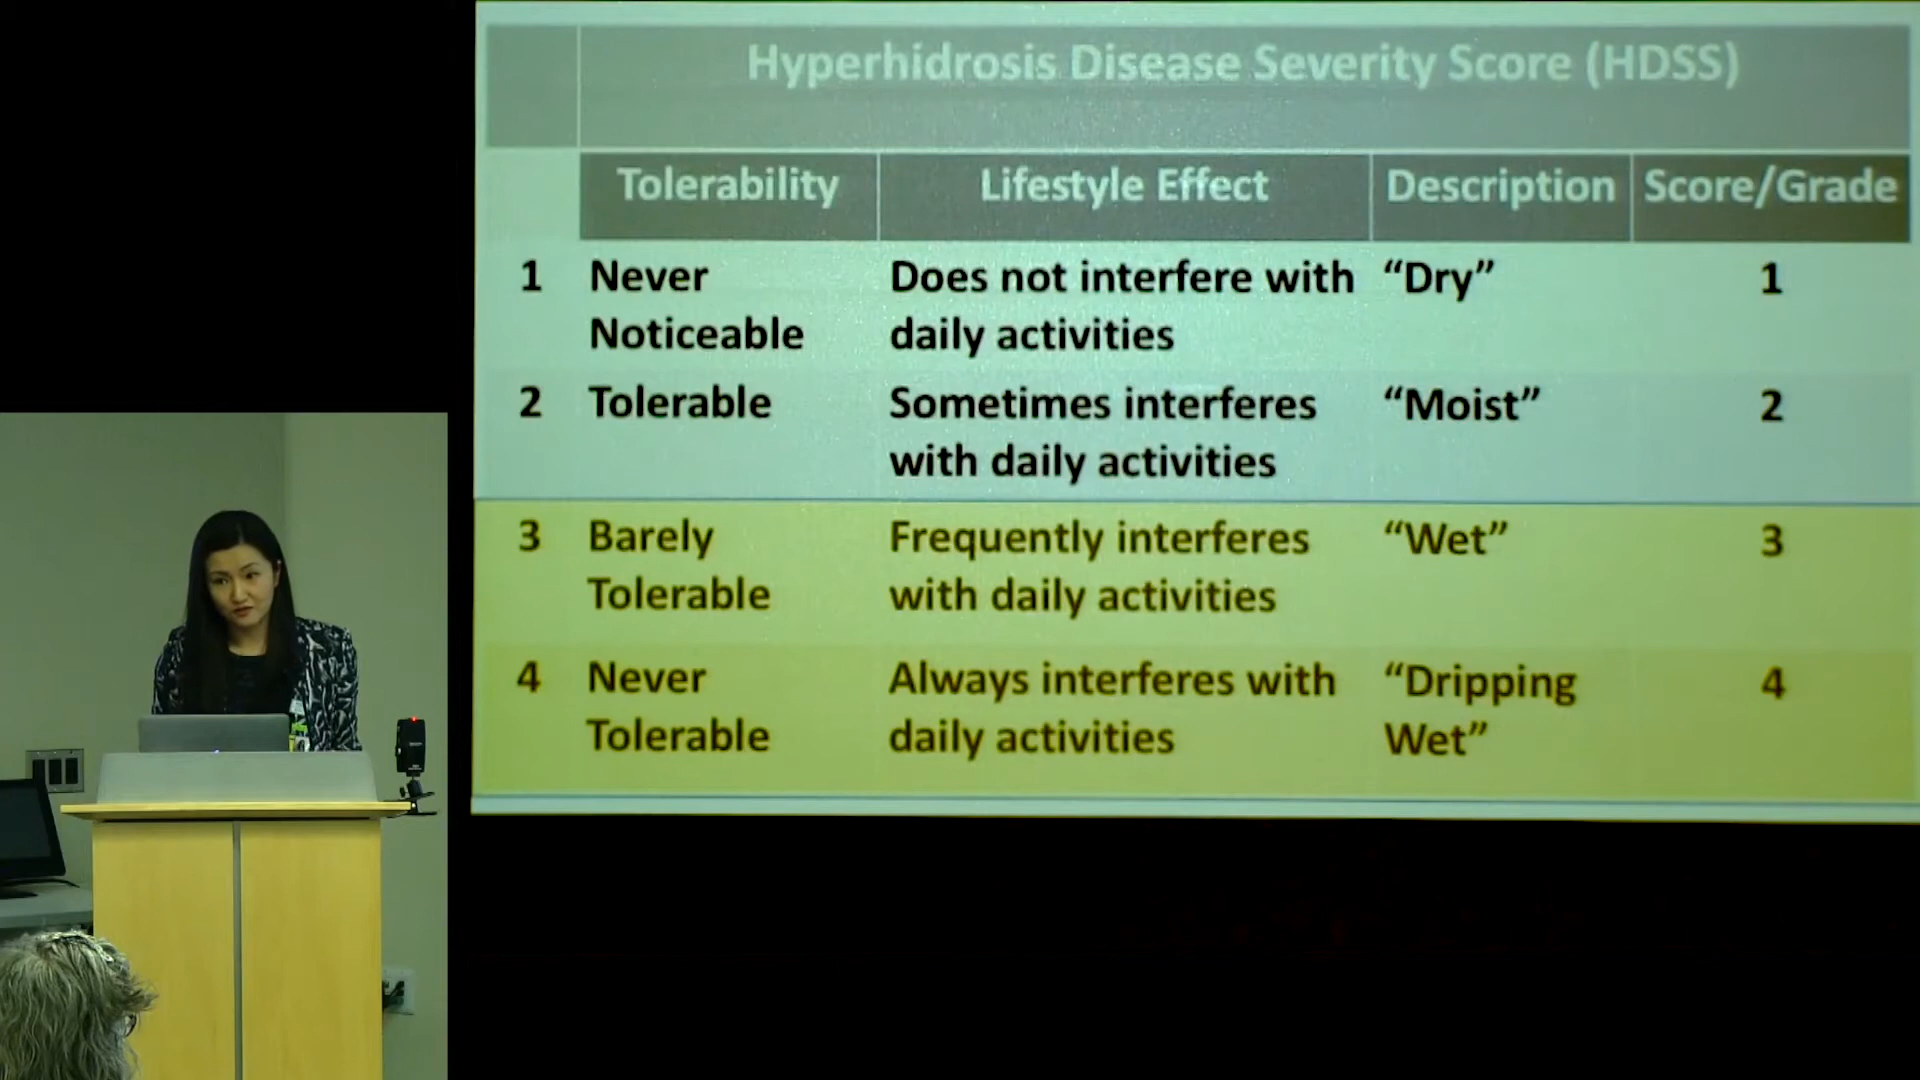 Hyperhidrosis Disease Severity Score (HDSS)
Tolerability Lifestyle Effect Description Score/Grade
1 Never Does not interfere with “Dry” 1
Noticeable daily activities
2 Tolerable Sometimes interferes “Moist” 2
with daily activities
3 Barely Frequently interferes “Wet” 3
Tolerable with daily activities
4 Never Always interferes with “Dripping 4
Tolerable daily activities Wet”